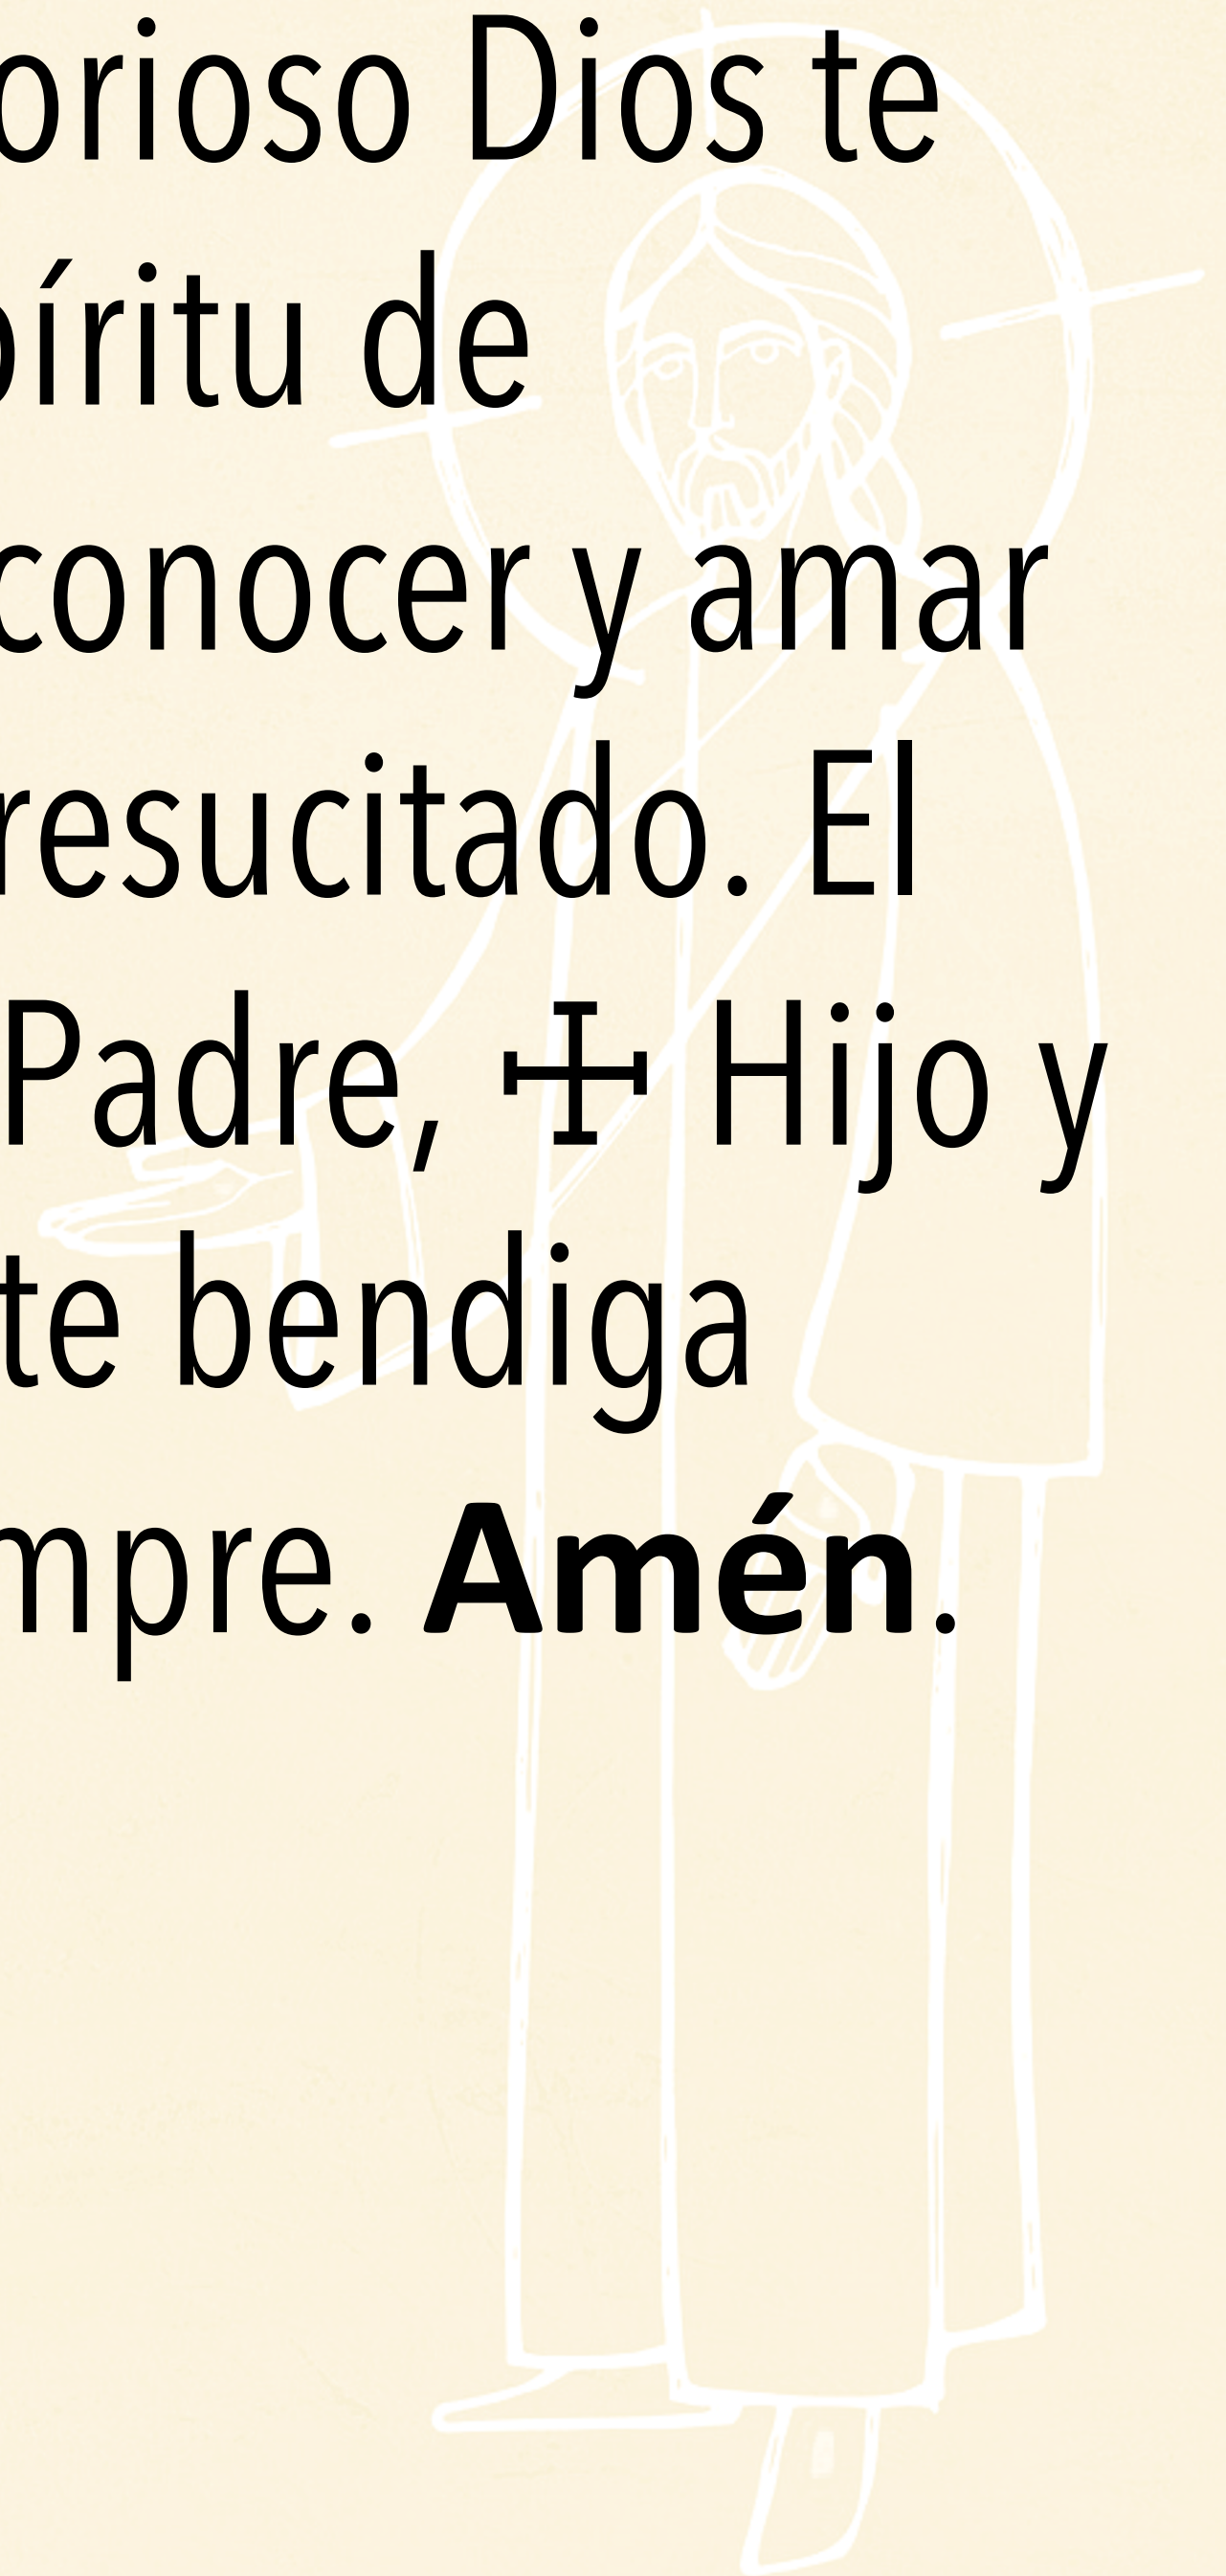 orioso Dios te
píritu de
conocer y amar
resucitado. El
Padre, ☩ Hijo y
te bendiga
mpre. Amén.